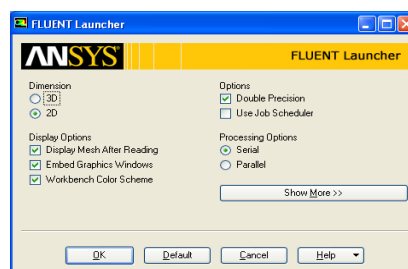 FLUENT Launcher
ANSYS
FLUENT Launcher
Dimension
3D
2D
Display Options
Display Mesh After Reading
Embed Graphics Windows
Workbench Color Scheme
Options
Double Precision
Use Job Scheduler
Processing Options
Serial
Parallel
Show More >>
OK
Default
Cancel
Help